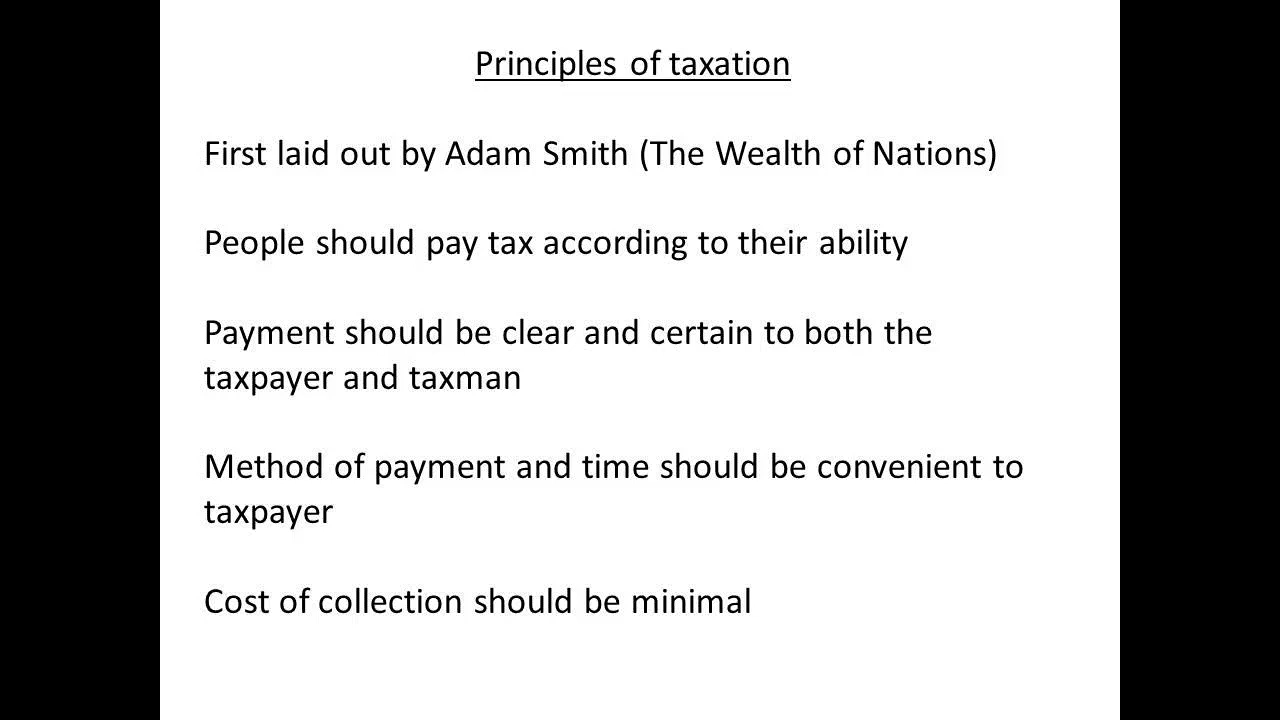 Principles of taxation
First laid out by Adam Smith (The Wealth of Nations)
People should pay tax according to their ability
Payment should be clear and certain to both the
taxpayer and taxman
Method of payment and time should be convenient to
taxpayer
Cost of collection should be minimal